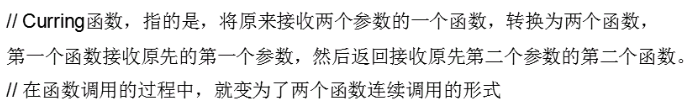 // Curring函数，指的是，将原来接收两个参数的一个函数，转换为两个函数，
第一个函数接收原先的第一个参数，然后返回接收原先第二个参数的第二个函数。
// 在函数调用的过程中，就变为了两个函数连续调用的形式